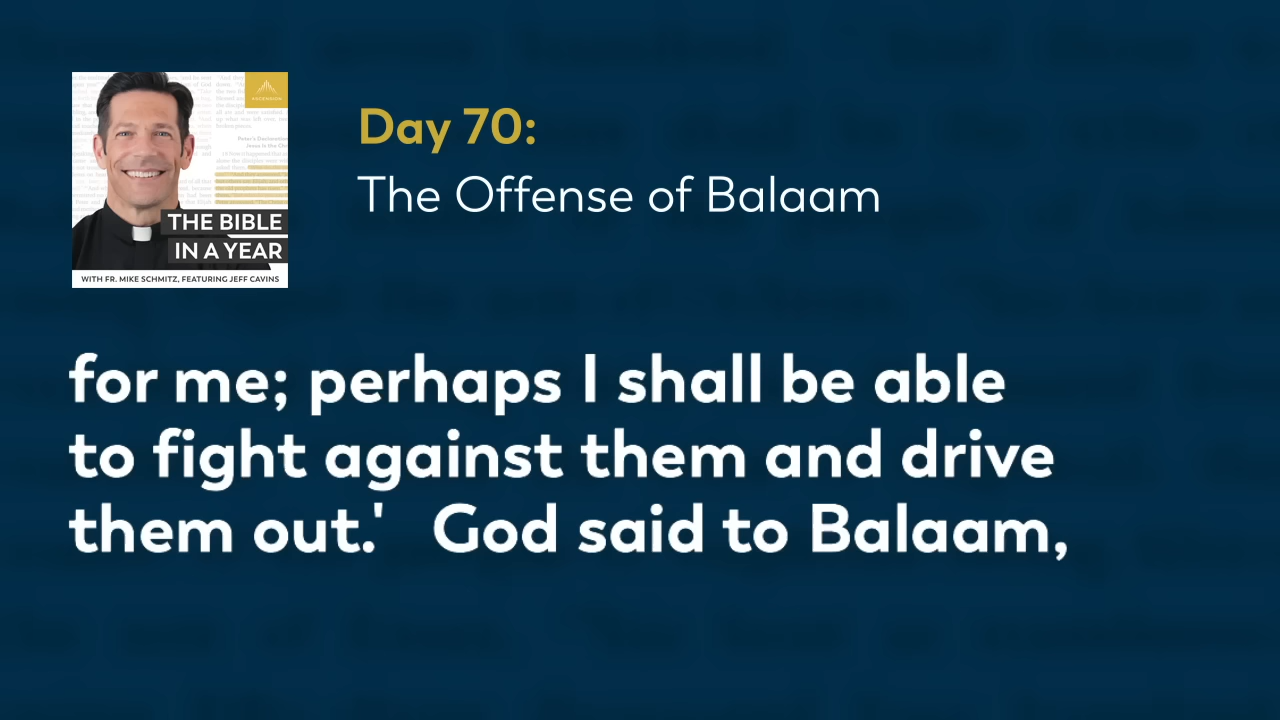 ASCENSION
THE BIBLE
IN A YEAR
WITH FR. MIKE SCHMITZ, FEATURING JEFF CAVINS
Day 70:
The Offense of Balaam
for me; perhaps I shall be able
to fight against them and drive
them out.' God said to Balaam,